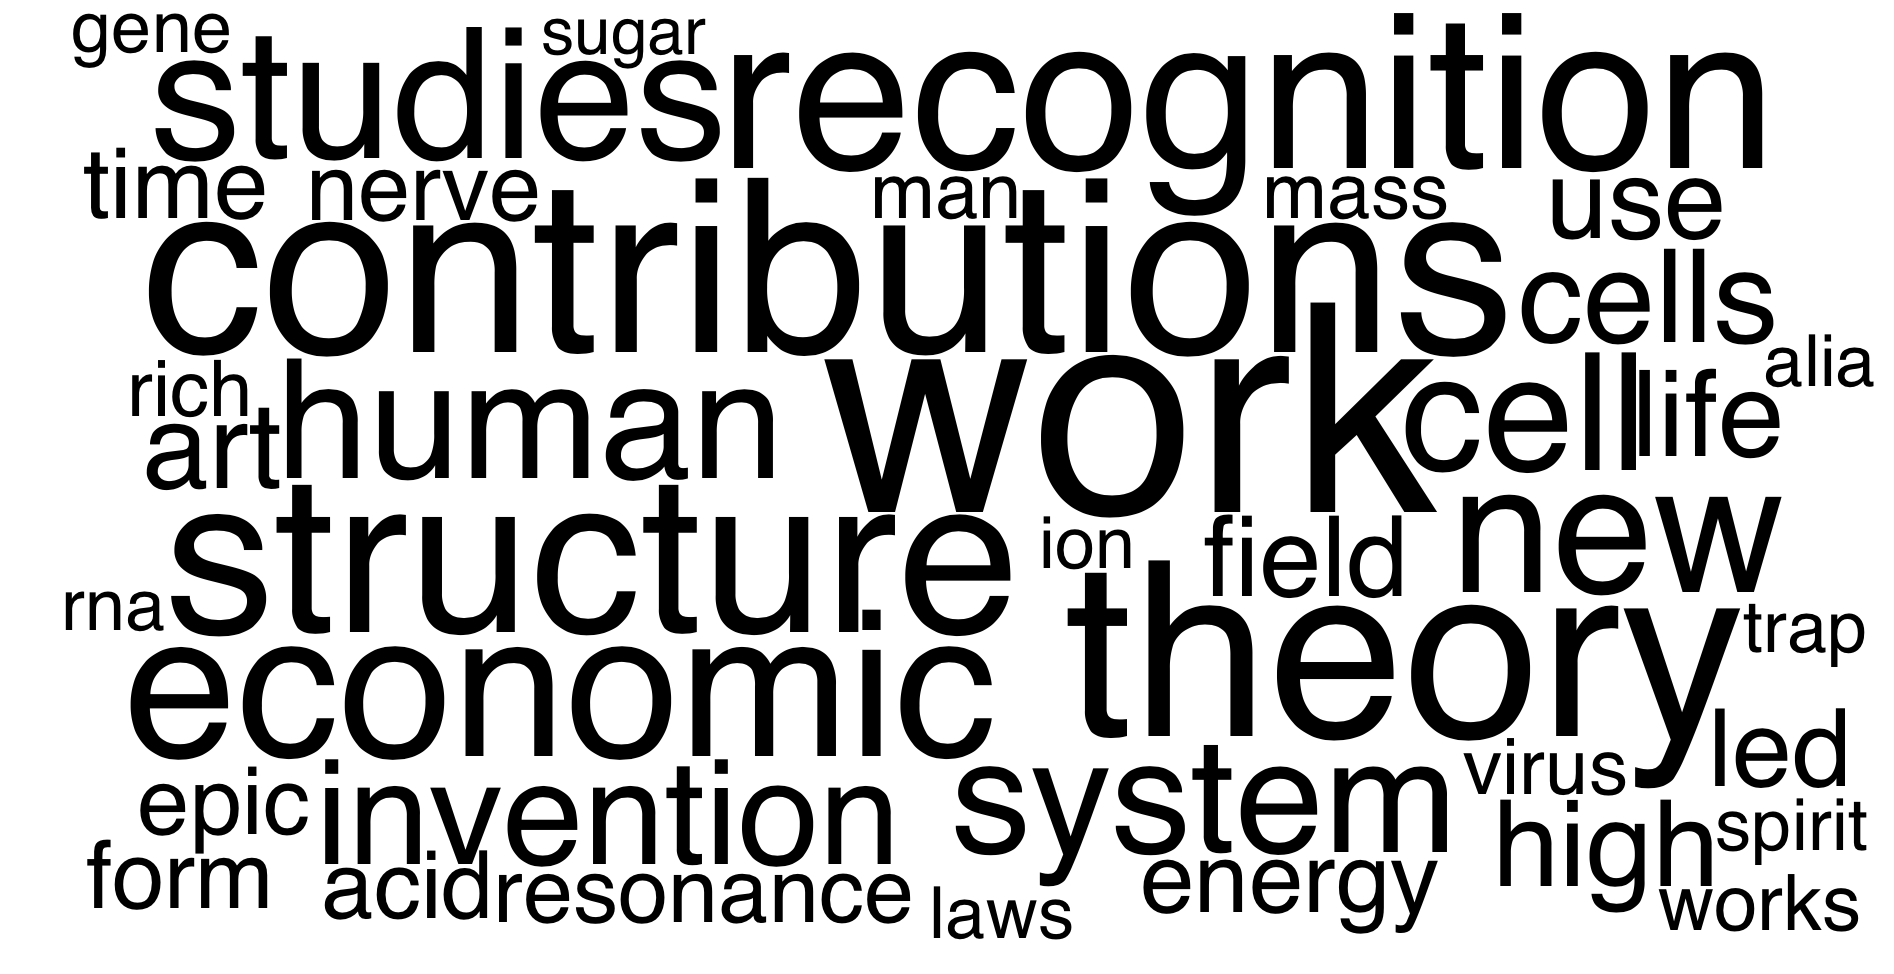 gene sugar
studies recognition
time nerve man mass use
contributions cells
rich human work cell life alia
art
structure ion field new
rna theory trap
economic led
epic invention system virus
form acid resonance laws energy high spirit
works